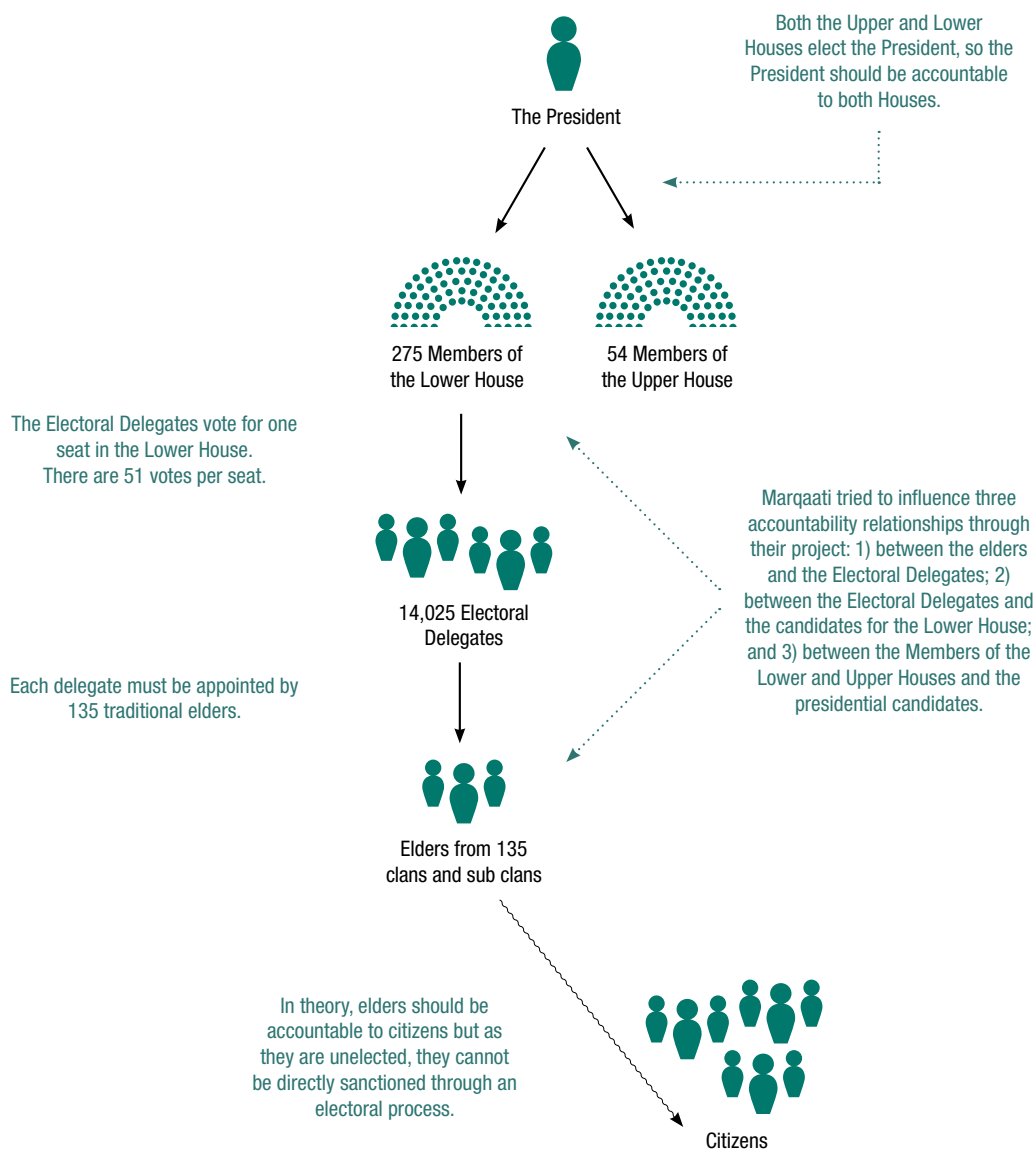 Both the Upper and Lower
Houses elect the President, so the
President should be accountable
to both Houses.
The President
275 Members of
the Lower House
54 Members of
the Upper House
The Electoral Delegates vote for one
seat in the Lower House.
There are 51 votes per seat.
Marqaati tried to influence three
accountability relationships through
their project: 1) between the elders
and the Electoral Delegates; 2)
between the Electoral Delegates and
the candidates for the Lower House;
and 3) between the Members of the
Lower and Upper Houses and the
presidential candidates.
14,025 Electoral
Delegates
Each delegate must be appointed by
135 traditional elders.
Elders from 135
clans and sub clans
In theory, elders should be
accountable to citizens but as
they are unelected, they cannot
be directly sanctioned through an
electoral process.
Citizens